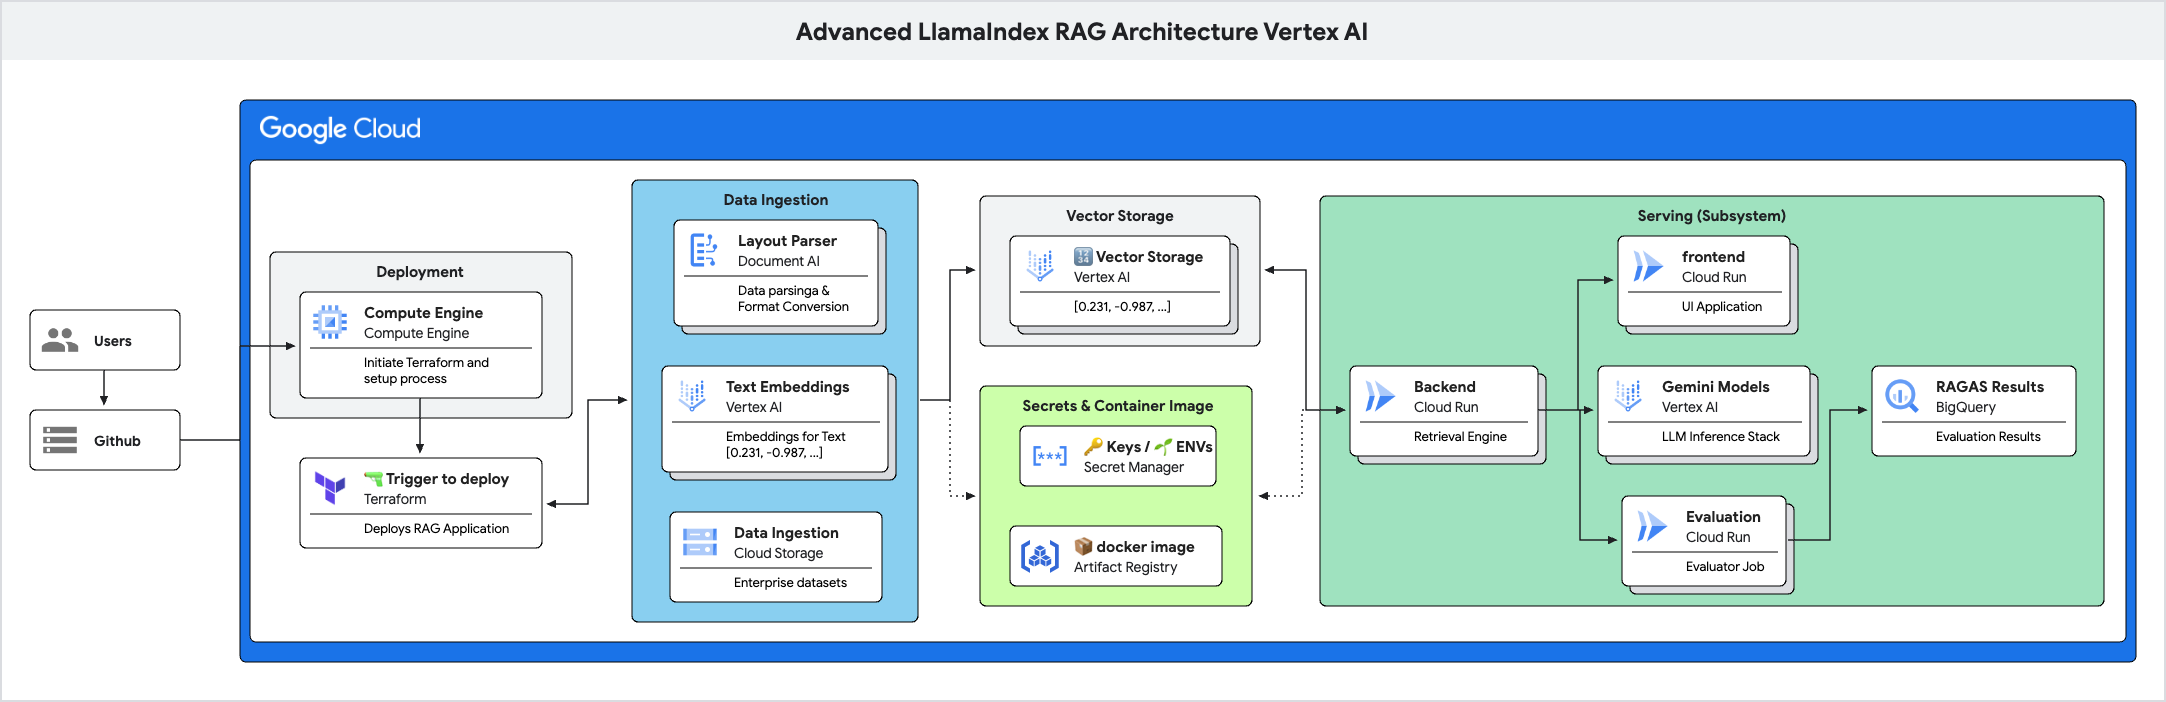 Advanced LlamaIndex RAG Architecture Vertex AI
Google Cloud
Users
Github
Deployment
Compute Engine
Compute Engine
Initiate Terraform and
setup process
🔫 Trigger to deploy
Terraform
Deploys RAG Application
Data Ingestion
Layout Parser
Document AI
Data parsinga &
Format Conversion
Text Embeddings
Vertex AI
Embeddings for Text
[0.231, -0.987, ...]
Data Ingestion
Cloud Storage
Enterprise datasets
Vector Storage
🔢 Vector Storage
Vertex AI
[0.231, -0.987, ...]
Secrets & Container Image
[***]
🔑 Keys / 🌱 ENVs
Secret Manager
📦 docker image
Artifact Registry
Serving (Subsystem)
Backend
Cloud Run
Retrieval Engine
frontend
Cloud Run
UI Application
Gemini Models
Vertex AI
LLM Inference Stack
Evaluation
Cloud Run
Evaluator Job
RAGAS Results
BigQuery
Evaluation Results